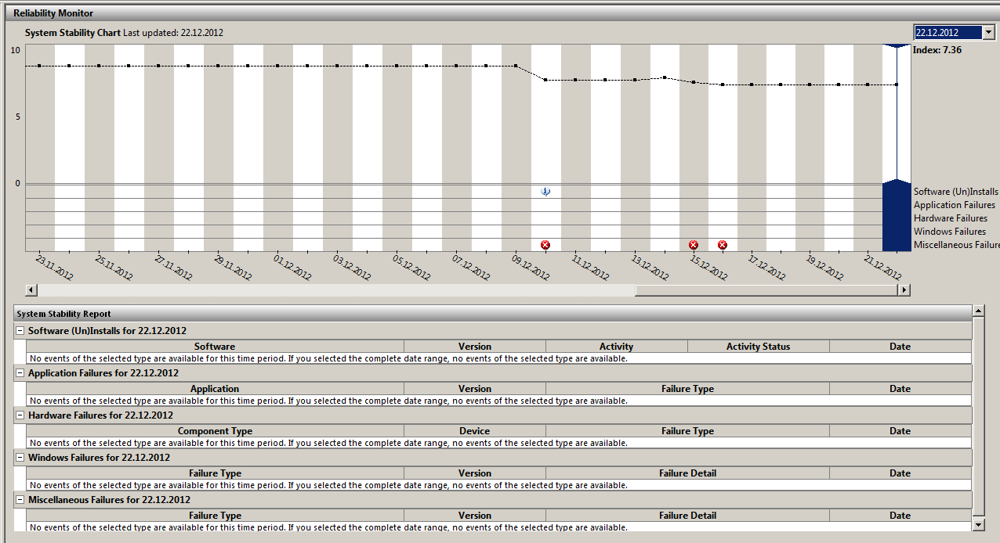 Reliability Monitor
System Stability Chart Last updated: 22.12.2012
22.12.2012
Index: 7.36
10
5
0
Software (Un)Installs
Application Failures
Hardware Failures
Windows Failures
Miscellaneous Failure
23.11.2012 25.11.2012 27.11.2012 29.11.2012 01.12.2012 03.12.2012 05.12.2012 07.12.2012 09.12.2012 11.12.2012 13.12.2012 15.12.2012 17.12.2012 19.12.2012 21.12.2012
System Stability Report
Software (Un)Installs for 22.12.2012
Software Version Activity Activity Status Date
No events of the selected type are available for this time period. If you selected the complete date range, no events of the selected type are available.
Application Failures for 22.12.2012
Application Version Failure Type Date
No events of the selected type are available for this time period. If you selected the complete date range, no events of the selected type are available.
Hardware Failures for 22.12.2012
Component Type Device Failure Type Date
No events of the selected type are available for this time period. If you selected the complete date range, no events of the selected type are available.
Windows Failures for 22.12.2012
Failure Type Version Failure Detail Date
No events of the selected type are available for this time period. If you selected the complete date range, no events of the selected type are available.
Miscellaneous Failures for 22.12.2012
Failure Type Version Failure Detail Date
No events of the selected type are available for this time period. If you selected the complete date range, no events of the selected type are available.